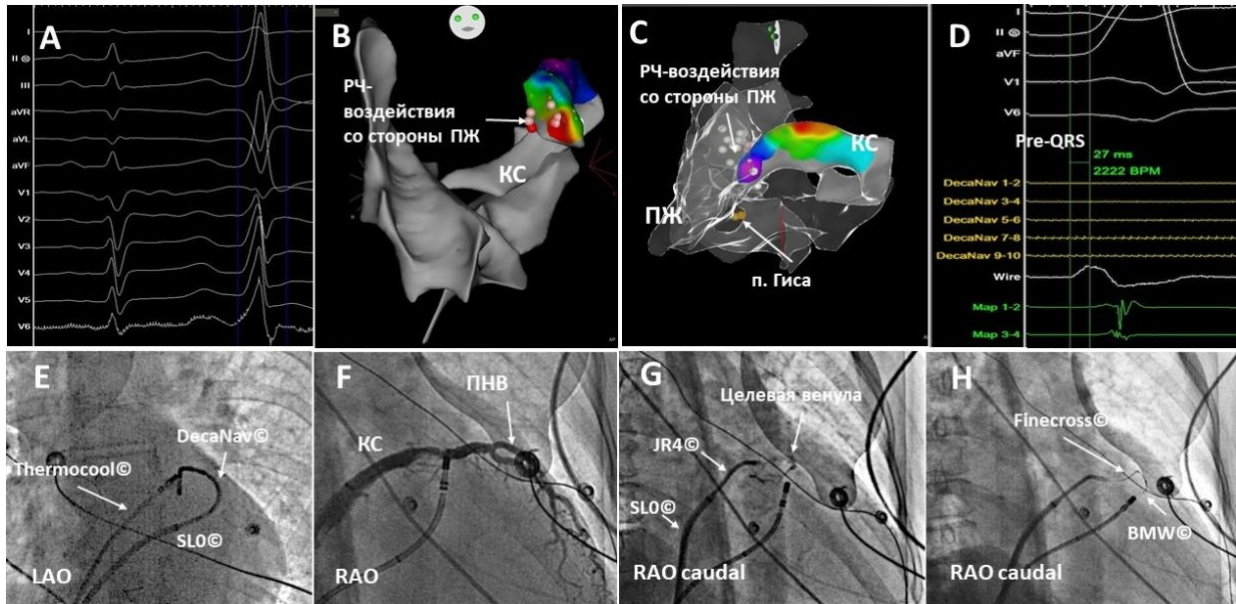 A
I
II
III
aVR
aVL
aVF
V1
V2
V3
V4
V5
V6
B
РЧ-
воздействия
со стороны ПЖ
КС
C
РЧ-воздействия
со стороны ПЖ
КС
ПЖ
п. Гиса
D
I
II
aVF
V1
V6
Pre-QRS
27 ms
2222 BPM
DecaNav 1-2
DecaNav 3-4
DecaNav 5-6
DecaNav 7-8
DecaNav 9-10
Wire
Map 1-2
Map 3-4
E
DecaNav©
Thermocool©
SL0©
LAO
F
ПНВ
КС
RAO
G
Целевая венула
JR4©
SL0©
RAO caudal
H
Finecross©
BMW©
RAO caudal